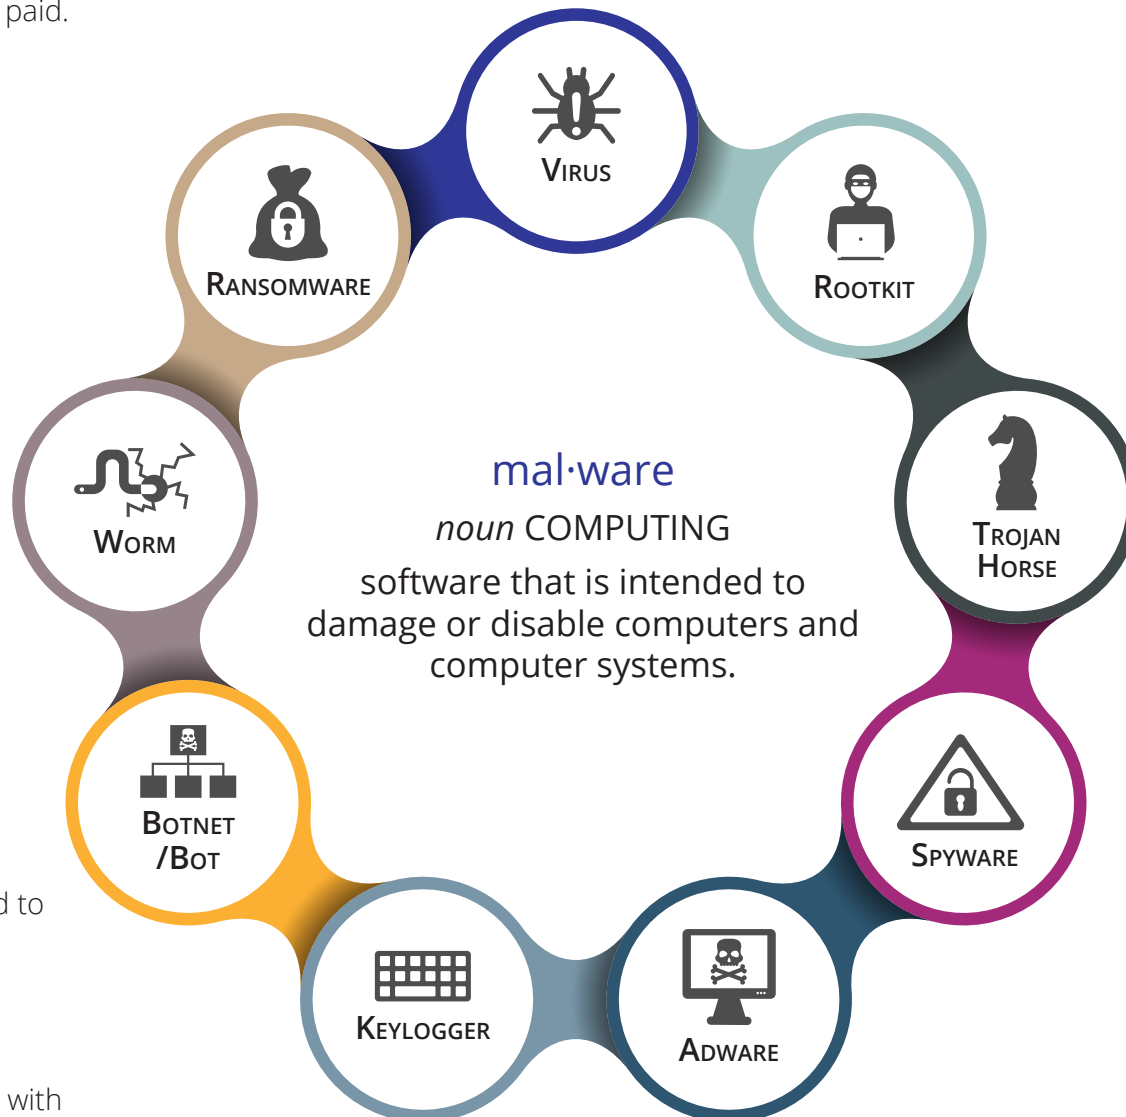 paid.
VIRUS
RANSOMWARE
ROOTKIT
mal·ware
noun COMPUTING
software that is intended to
damage or disable computers and
computer systems.
WORM
TROJAN
HORSE
BOTNET
/BOT
SPYWARE
d to
KEYLOGGER
ADWARE
with